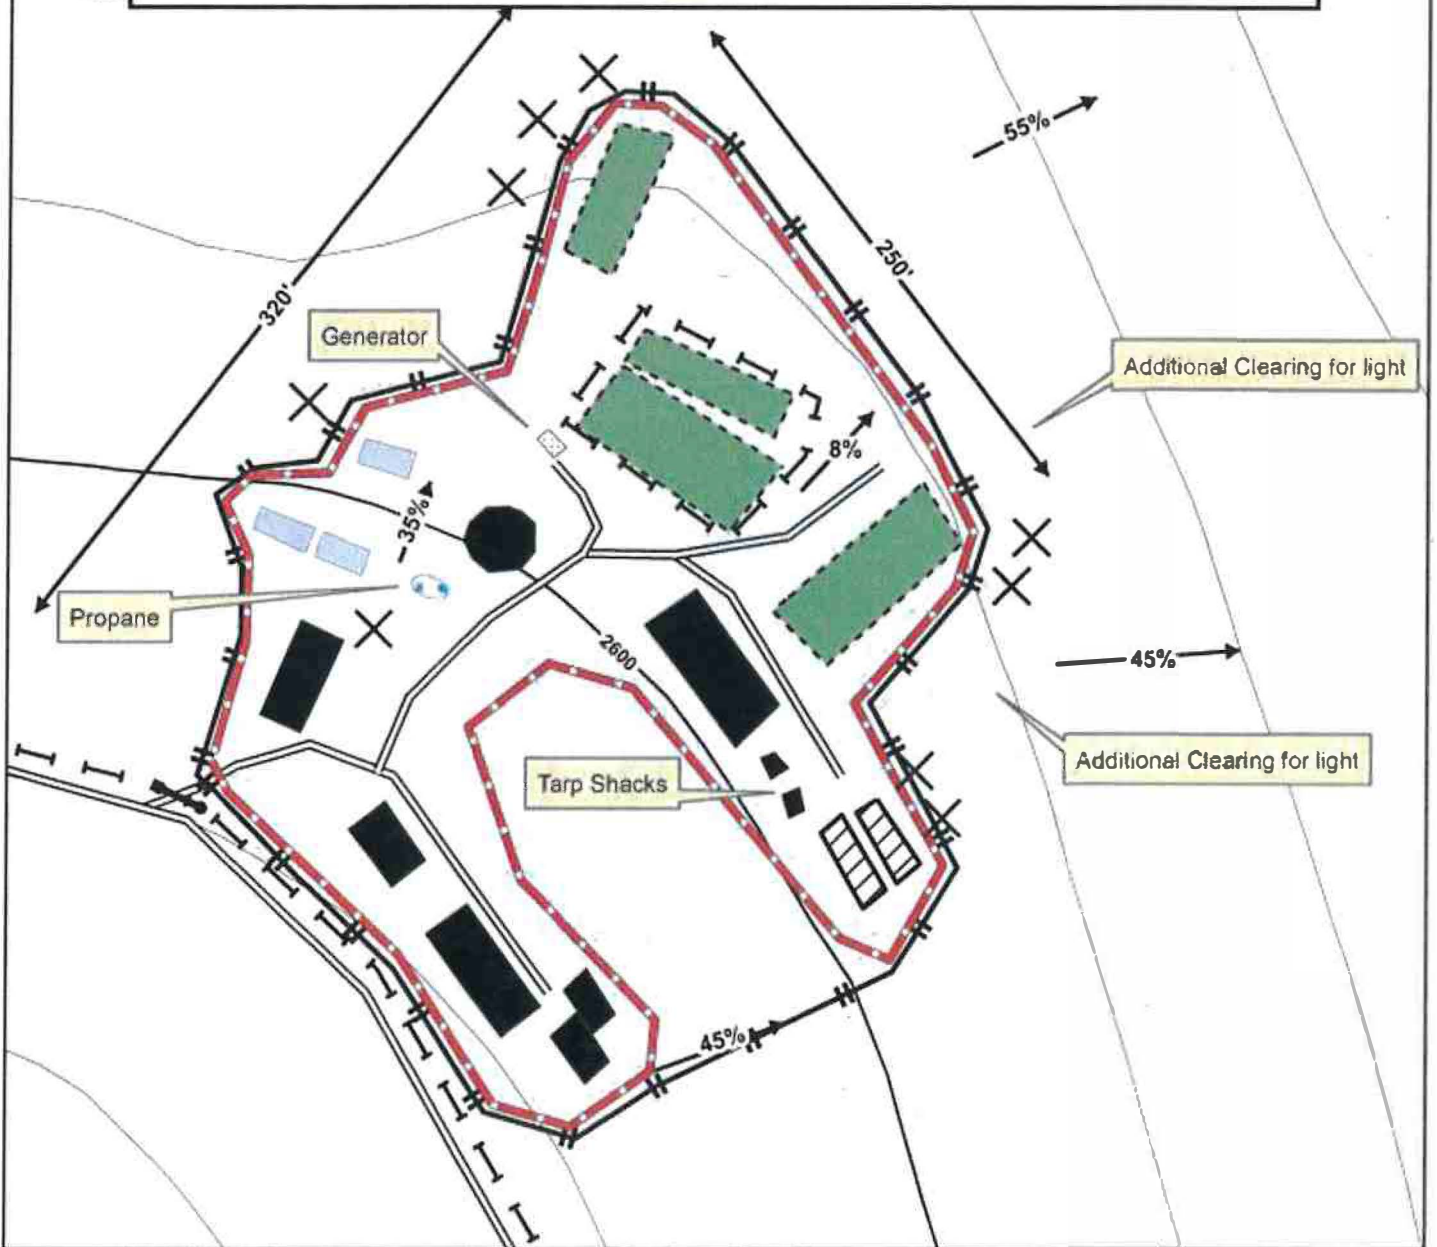 55%
250'
320'
Generator
Additional Clearing for light
8%
35%
Propane
2600
45%
Additional Clearing for light
Tarp Shacks
45%